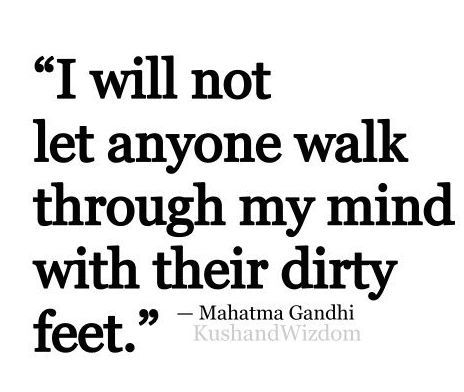 “I will not
let anyone walk
through my mind
with their dirty
feet.” — Mahatma Gandhi
KushandWizdom